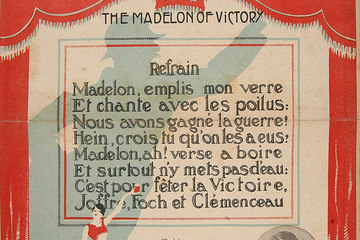 THE MADELON OF VICTORY
Refrain
Madelon, emplis mon verre
Et chante avec les poilus:
Nous avons gagné la guerre!
Hein, crois tu qu'on les a eus?
Madelon, ah! verse a boire
Et surtout n'y mets pas deau:
C'est pour fêter la Victoire,
Joffre, Foch et Clémenceau